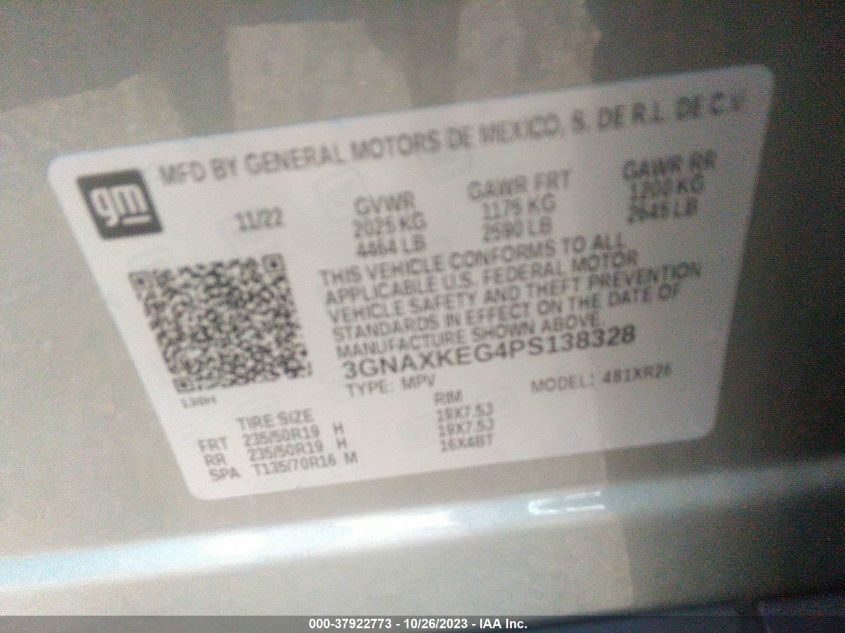 MFD BY GENERAL MOTORS DE MEXICO, S. DE R.L. DE C.V.
gm
11/22
GVWR GAWR FRT GAWR RR
2025 KG 1175 KG 1200 KG
4464 LB 2590 LB 2645 LB
THIS VEHICLE CONFORMS TO ALL
APPLICABLE U.S. FEDERAL MOTOR
VEHICLE SAFETY AND THEFT PREVENTION
STANDARDS IN EFFECT ON THE DATE OF
MANUFACTURE SHOWN ABOVE.
3GNAXKEG4PS138328
TYPE: MPV MODEL: 481XR26
TIRE SIZE RIM
FRT 235/50R19 H 19X7.5J
RR 235/50R19 H 19X7.5J
SPA T135/70R16 M 16X4BT
000-37922773 - 10/26/2023 - IAA Inc.